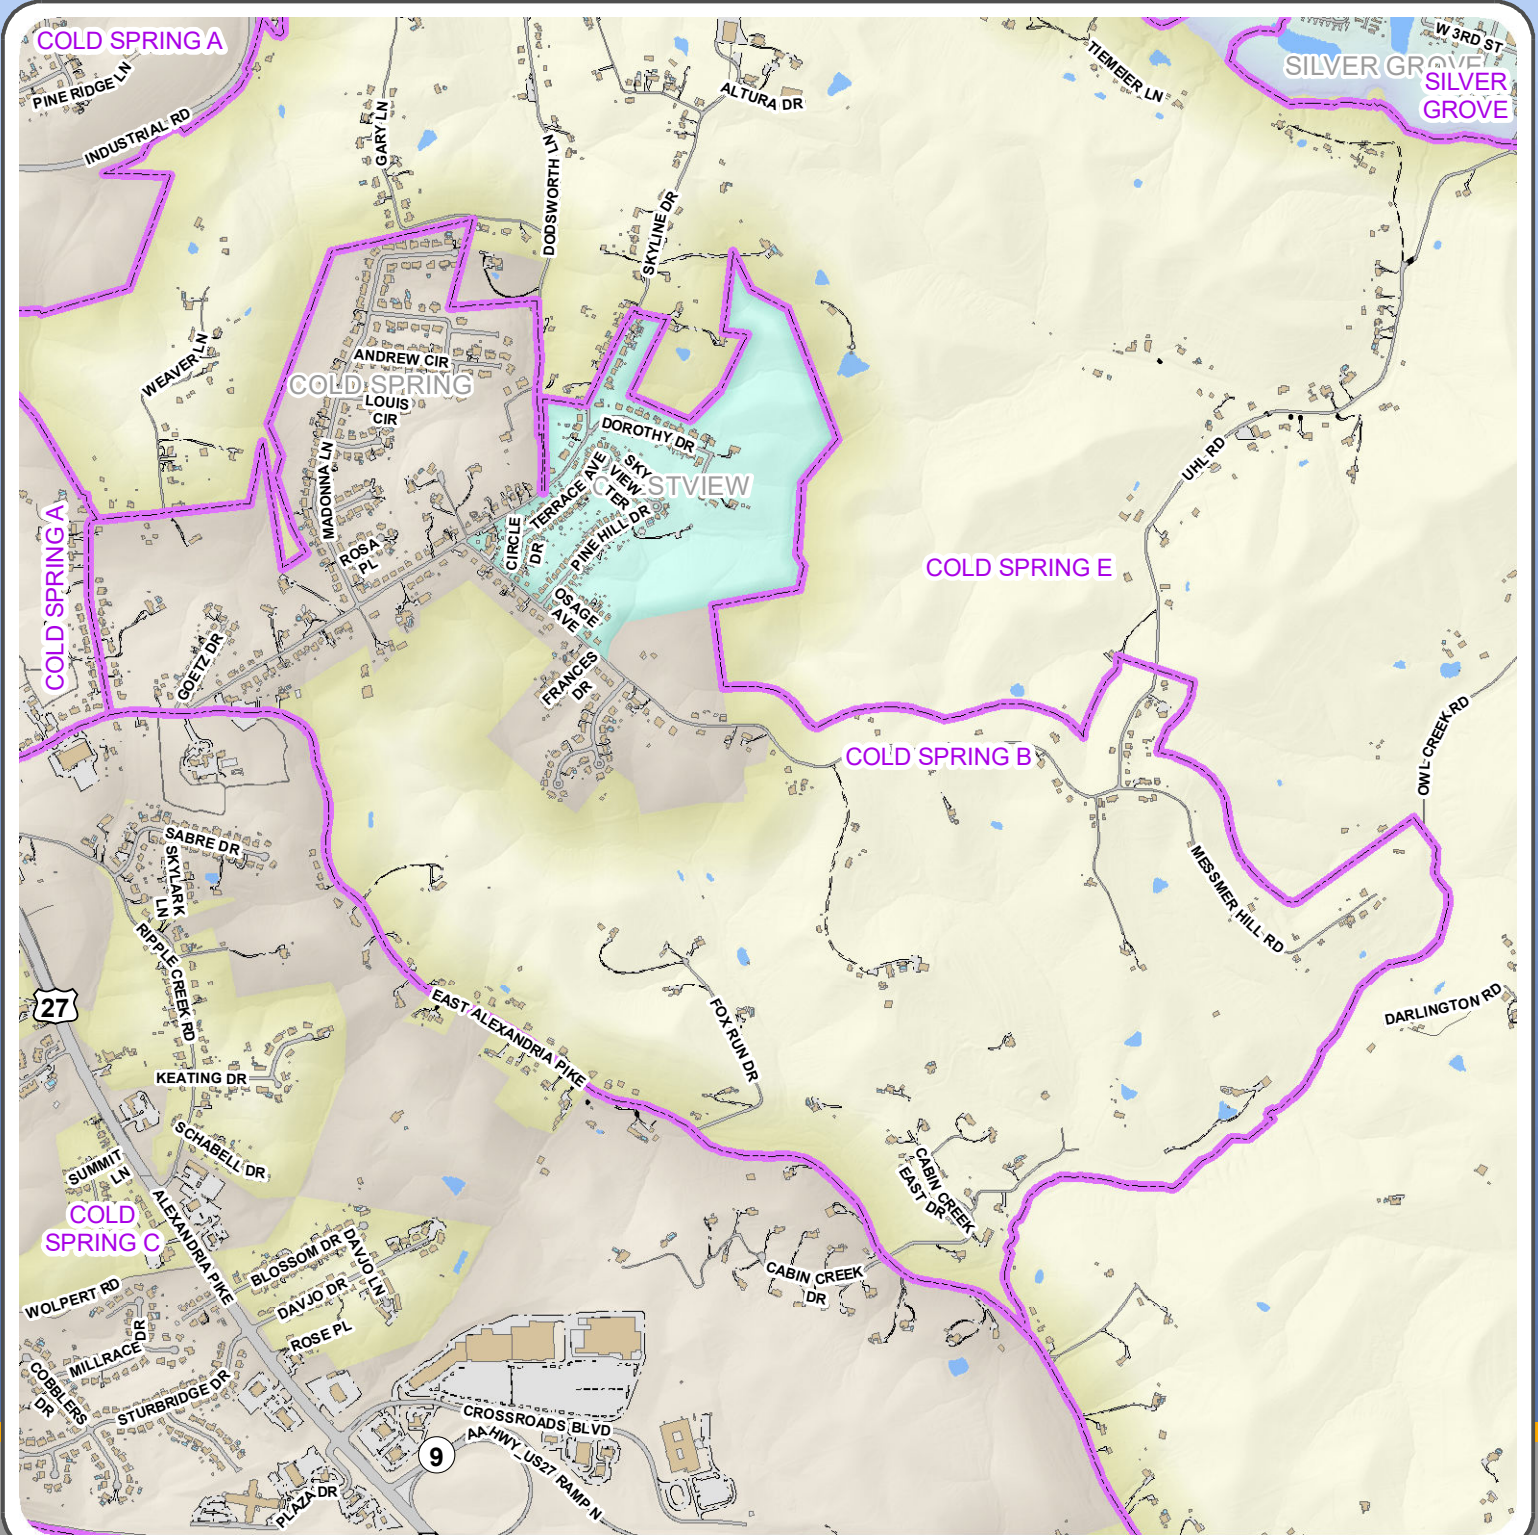 COLD SPRING A
PINE RIDGE LN
INDUSTRIAL RD
GARY LN
DODSWORTH LN
SKYLINE DR
ALTURA DR
TIEMEIER LN
W 3RD ST
SILVER GROVE
SILVER
GROVE
WEAVER LN
ANDREW CIR
COLD SPRING
LOUIS
CIR
MADONNA LN
ROSA
PL
DOROTHY DR
SKY
VIEW
TER
TERRACE AVE
CIRCLE
DR
PINE HILL DR
OSAGE
AVE
FRANCES
DR
UHL RD
COLD SPRING E
COLD SPRING A
GOETZ DR
COLD SPRING B
OWL CREEK RD
MESSMER HILL RD
DARLINGTON RD
SABRE DR
SKYLARK
LN
RIPPLE CREEK RD
27
KEATING DR
EAST ALEXANDRIA PIKE
FOX RUN DR
SCHABELL DR
SUMMIT
LN
COLD
SPRING C
ALEXANDRIA PIKE
CABIN CREEK
EAST DR
CABIN CREEK
DR
BLOSSOM DR
DAVJO LN
DAVJO DR
WOLPERT RD
ROSE PL
MILLRACE DR
COBBLERS
DR
STURBRIDGE DR
CROSSROADS BLVD
AA HWY_US27 RAMP N
9
PLAZA DR